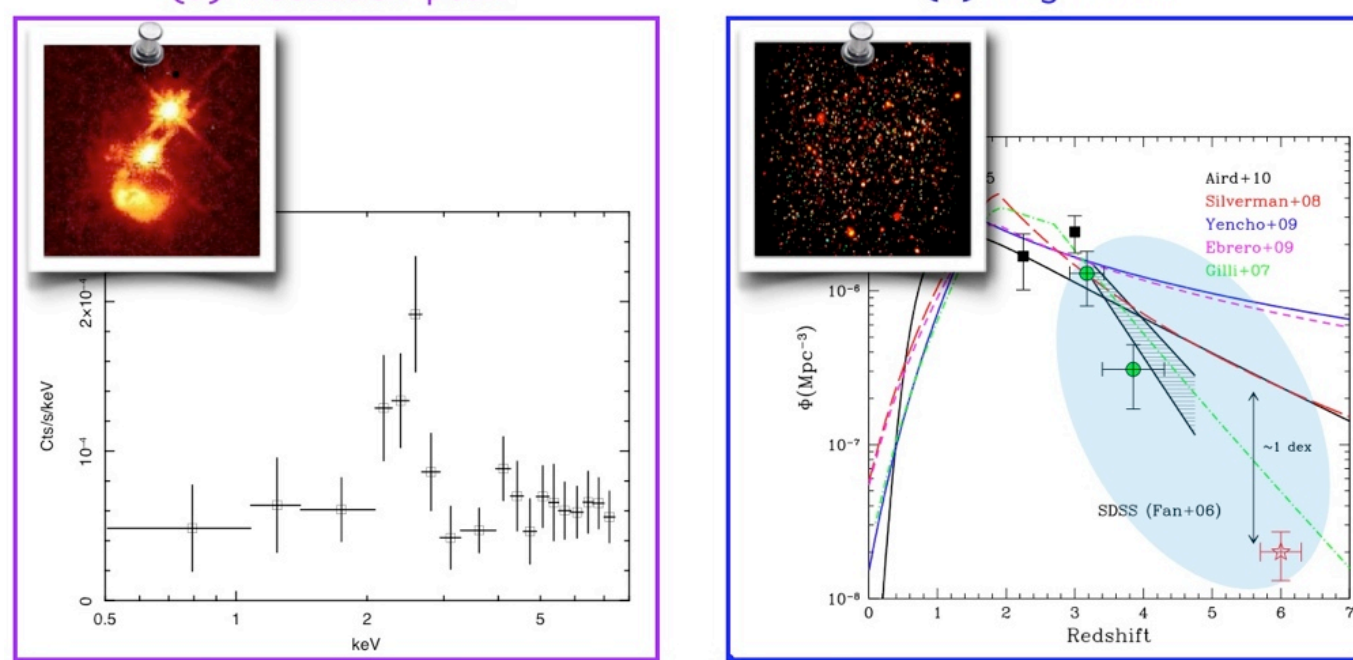 2×10⁻⁴
10⁻⁴
0
Cts/s/keV
0.5
1
2
5
keV
5
Aird+10
Silverman+08
Yencho+09
Ebrero+09
Gilli+07
10⁻⁶
10⁻⁷
10⁻⁸
Φ(Mpc⁻³)
~1 dex
SDSS (Fan+06)
0
1
2
3
4
5
6
7
Redshift